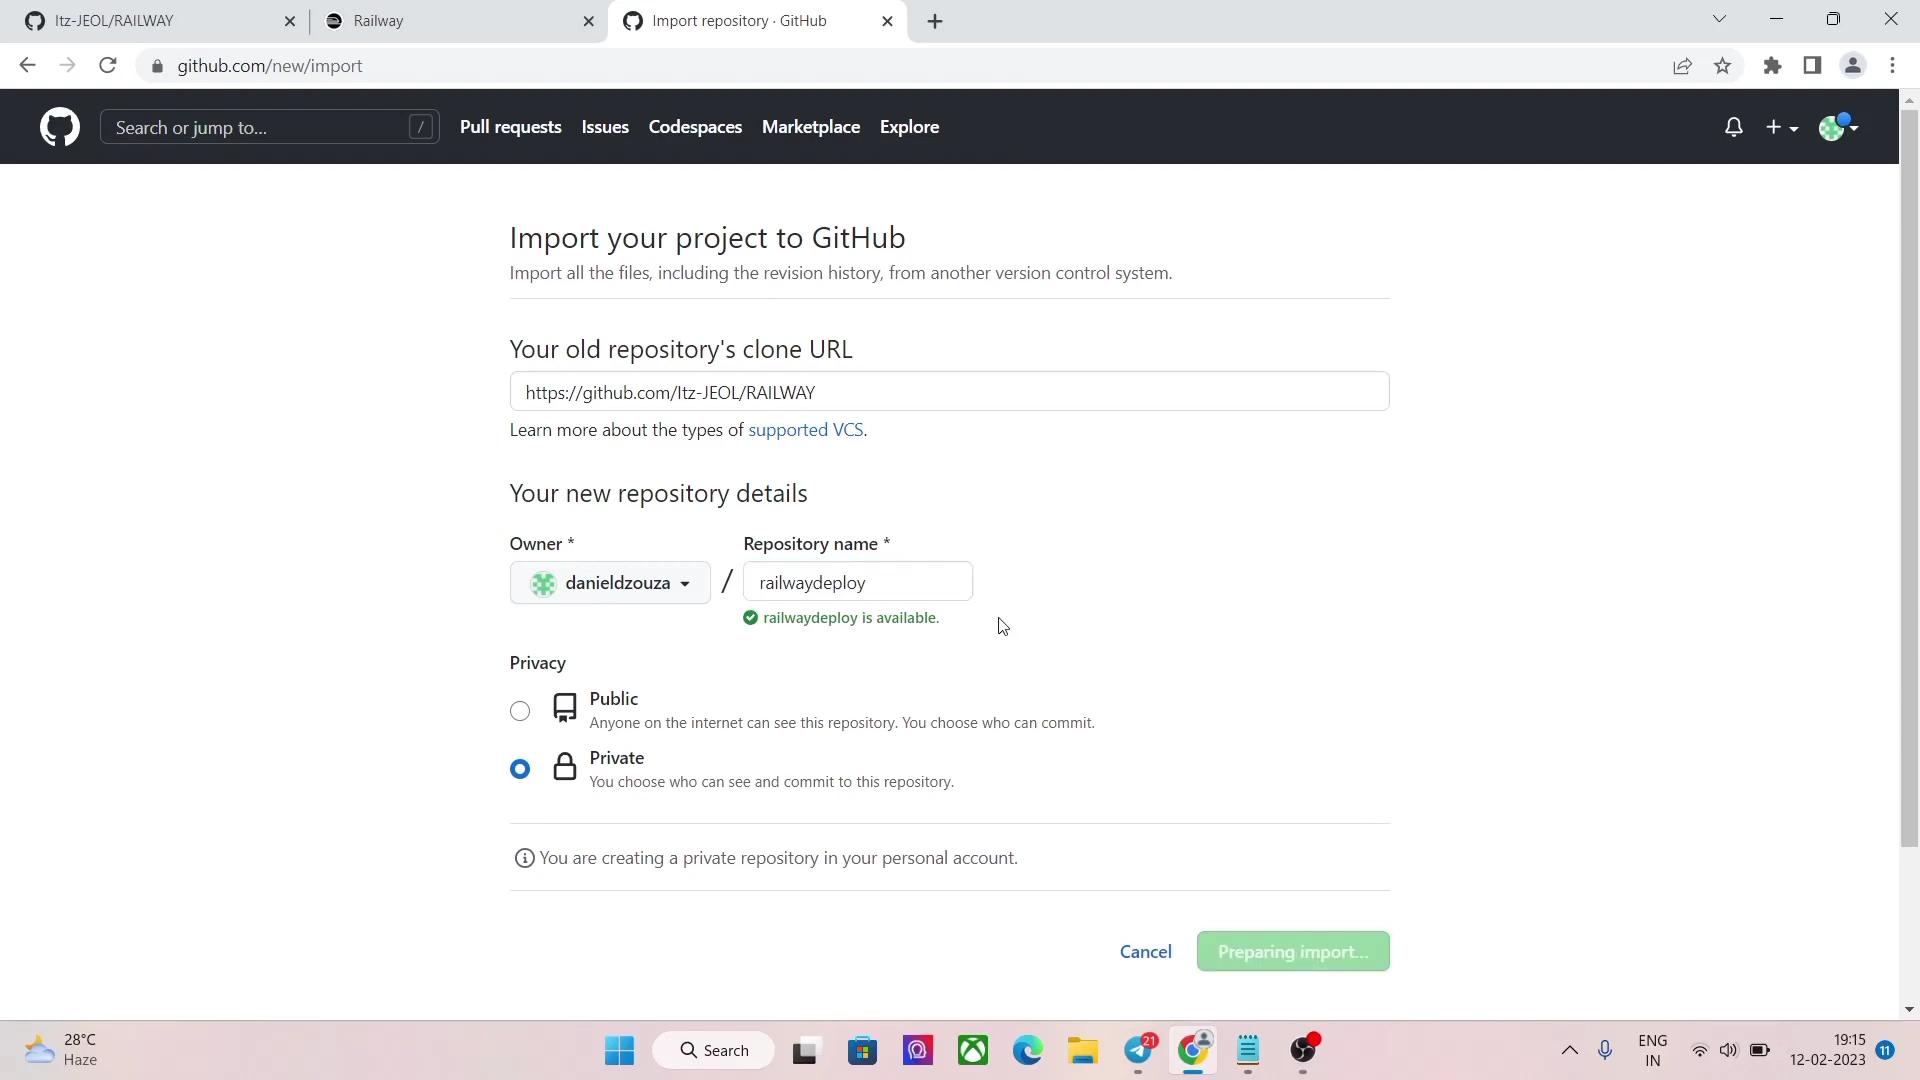 Itz-JEOL/RAILWAY
Railway
Import repository · GitHub
github.com/new/import
Search or jump to...
/
Pull requests
Issues
Codespaces
Marketplace
Explore
Import your project to GitHub
Import all the files, including the revision history, from another version control system.
Your old repository's clone URL
https://github.com/Itz-JEOL/RAILWAY
Learn more about the types of supported VCS.
Your new repository details
Owner *
Repository name *
danieldzouza
/
railwaydeploy
railwaydeploy is available.
Privacy
Public
Anyone on the internet can see this repository. You choose who can commit.
Private
You choose who can see and commit to this repository.
You are creating a private repository in your personal account.
Cancel
Preparing import...
28°C
Haze
Search
21
ENG
IN
19:15
12-02-2023
11